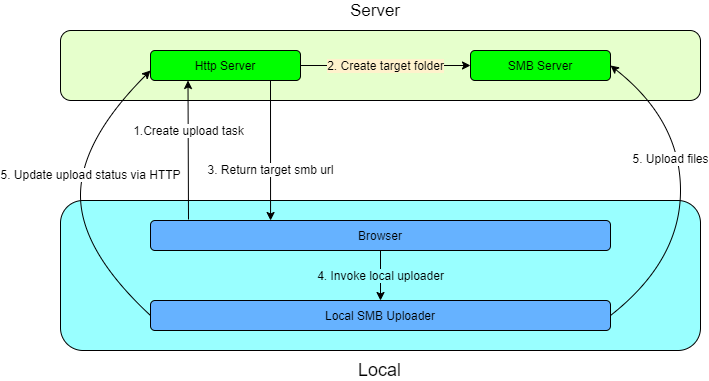 Server
Http Server
2. Create target folder
SMB Server
1.Create upload task
3. Return target smb url
5. Update upload status via HTTP
5. Upload files
Browser
4. Invoke local uploader
Local SMB Uploader
Local